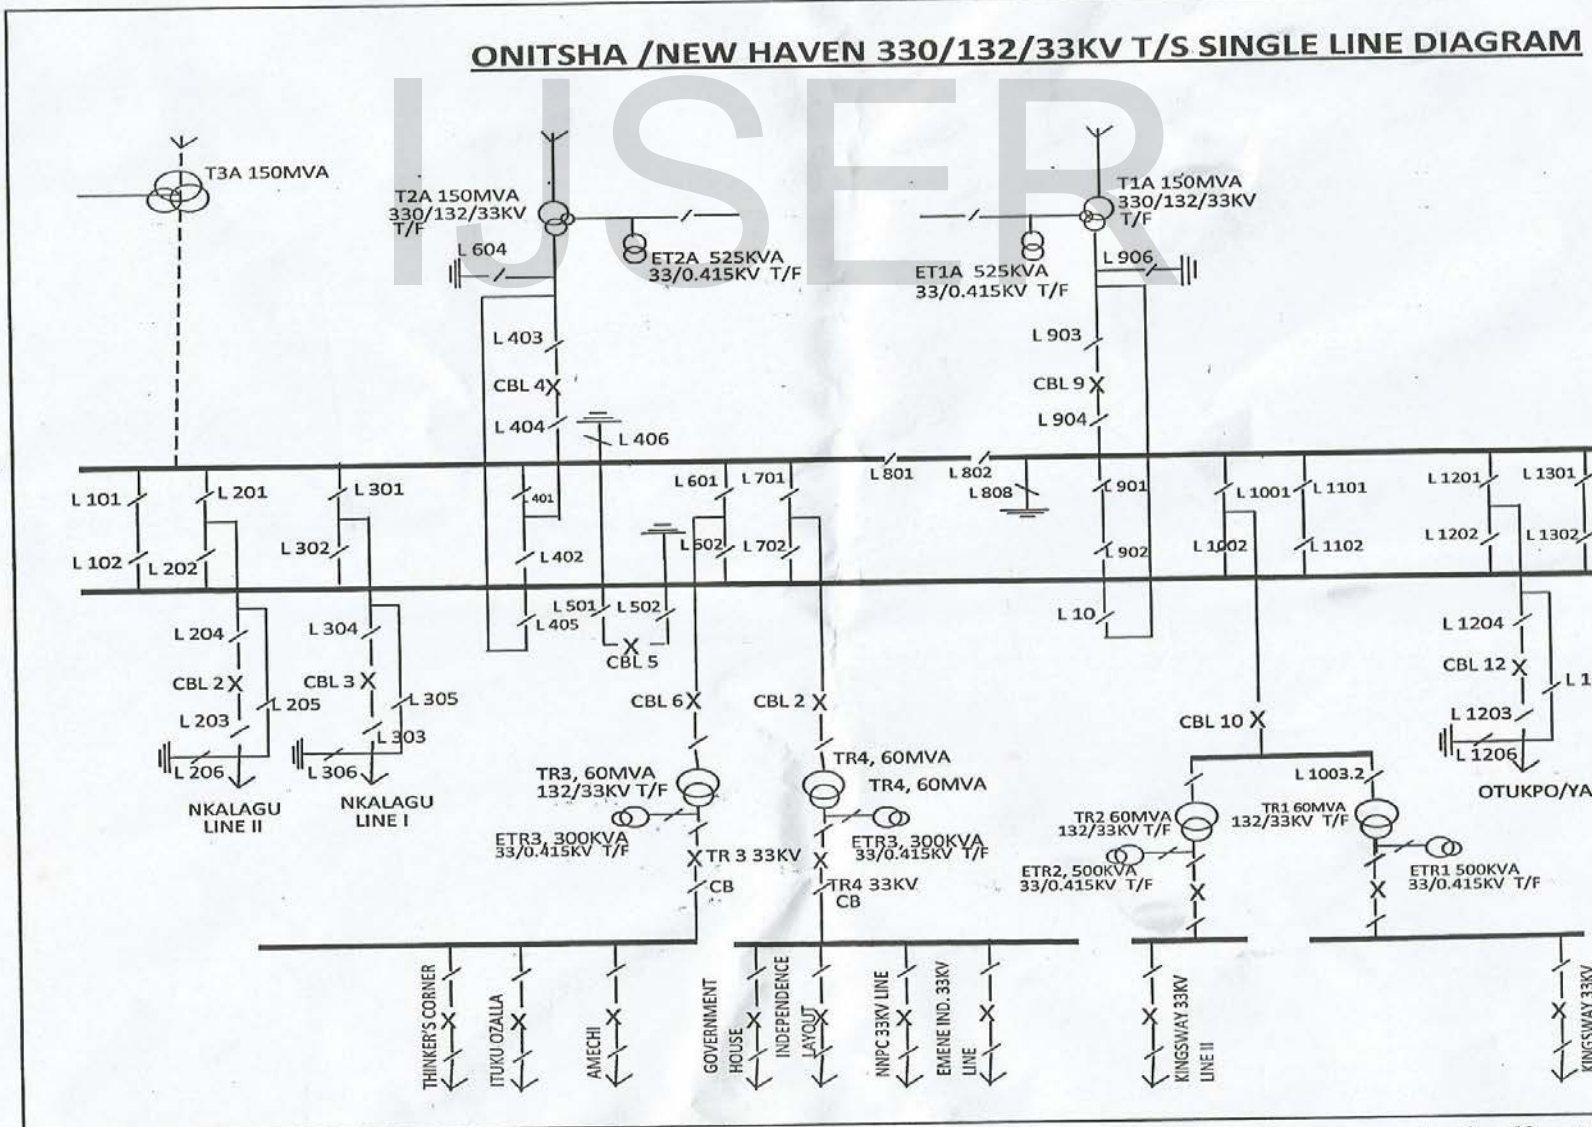 ONITSHA /NEW HAVEN 330/132/33KV T/S SINGLE LINE DIAGRAM
IJSER
T3A 150MVA
T2A 150MVA
330/132/33KV
T/F
T1A 150MVA
330/132/33KV
T/F
L 604
ET2A 525KVA
33/0.415KV T/F
ET1A 525KVA
33/0.415KV T/F
L 906
L 403
L 903
CBL 4
CBL 9
L 404
L 406
L 904
L 101
L 201
L 301
L 401
L 601
L 701
L 801
L 802
L 808
L 901
L 1001
L 1101
L 1201
L 1301
L 102
L 202
L 302
L 402
L 602
L 702
L 902
L 1002
L 1102
L 1202
L 1302
L 204
L 304
L 405
L 501
L 502
L 10
L 1204
CBL 5
CBL 2
CBL 3
CBL 6
CBL 2
CBL 10
CBL 12
L 205
L 305
L 203
L 303
L 1203
L 206
L 306
L 1206
NKALAGU
LINE II
NKALAGU
LINE I
OTUKPO/YA
TR3, 60MVA
132/33KV T/F
TR4, 60MVA
TR4, 60MVA
L 1003.2
TR2 60MVA
132/33KV T/F
TR1 60MVA
132/33KV T/F
ETR3, 300KVA
33/0.415KV T/F
ETR3, 300KVA
33/0.415KV T/F
ETR2, 500KVA
33/0.415KV T/F
ETR1 500KVA
33/0.415KV T/F
TR 3 33KV
CB
TR4 33KV
CB
THINKER'S CORNER
ITUKU OZALLA
AMECHI
GOVERNMENT
HOUSE
INDEPENDENCE
LAYOUT
NNPC 33KV LINE
EMENE IND. 33KV
LINE
KINGSWAY 33KV
LINE II
KINGSWAY 33KV